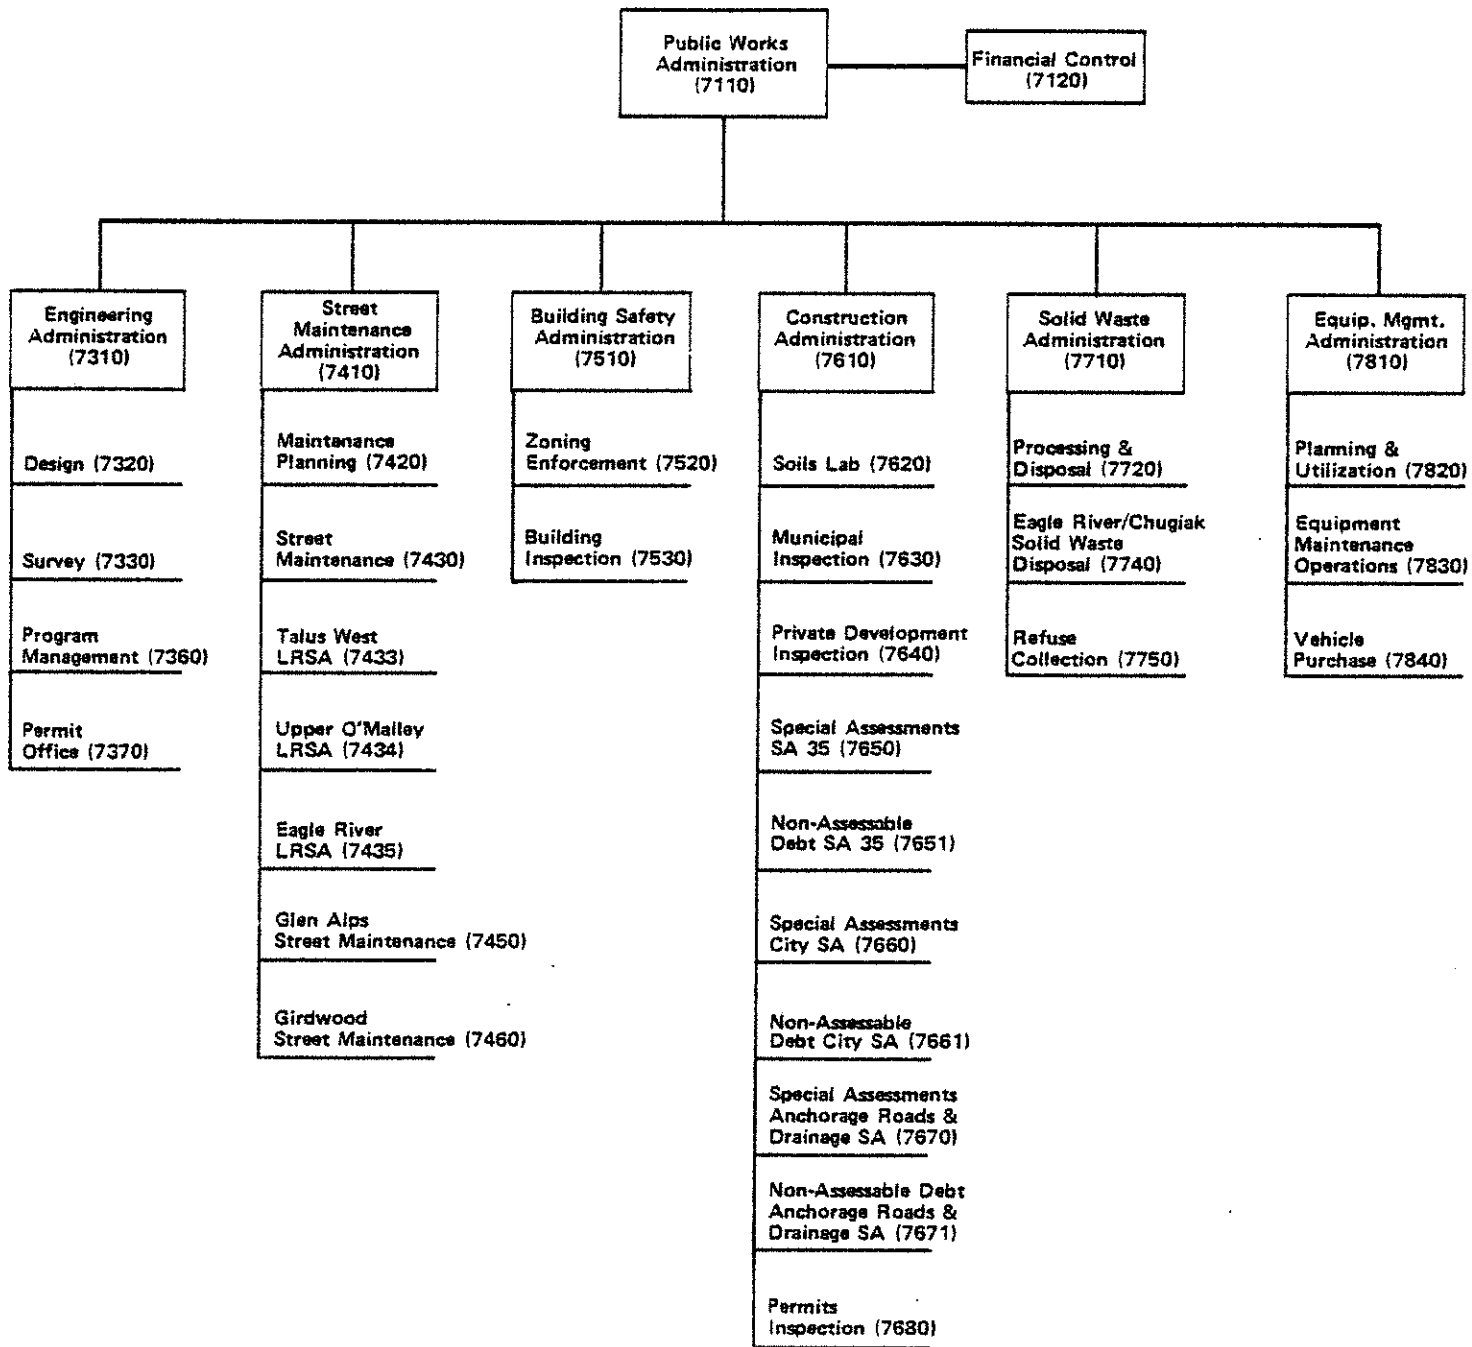 Public Works
Administration
(7110)
Financial Control
(7120)
Engineering
Administration
(7310)
Design (7320)
Survey (7330)
Program
Management (7360)
Permit
Office (7370)
Street
Maintenance
Administration
(7410)
Maintenance
Planning (7420)
Street
Maintenance (7430)
Talus West
LRSA (7433)
Upper O'Malley
LRSA (7434)
Eagle River
LRSA (7435)
Glen Alps
Street Maintenance (7450)
Girdwood
Street Maintenance (7460)
Building Safety
Administration
(7510)
Zoning
Enforcement (7520)
Building
Inspection (7530)
Construction
Administration
(7610)
Soils Lab (7620)
Municipal
Inspection (7630)
Private Development
Inspection (7640)
Special Assessments
SA 35 (7650)
Non-Assessable
Debt SA 35 (7651)
Special Assessments
City SA (7660)
Non-Assessable
Debt City SA (7661)
Special Assessments
Anchorage Roads &
Drainage SA (7670)
Non-Assessable Debt
Anchorage Roads &
Drainage SA (7671)
Permits
Inspection (7680)
Solid Waste
Administration
(7710)
Processing &
Disposal (7720)
Eagle River/Chugiak
Solid Waste
Disposal (7740)
Refuse
Collection (7750)
Equip. Mgmt.
Administration
(7810)
Planning &
Utilization (7820)
Equipment
Maintenance
Operations (7830)
Vehicle
Purchase (7840)